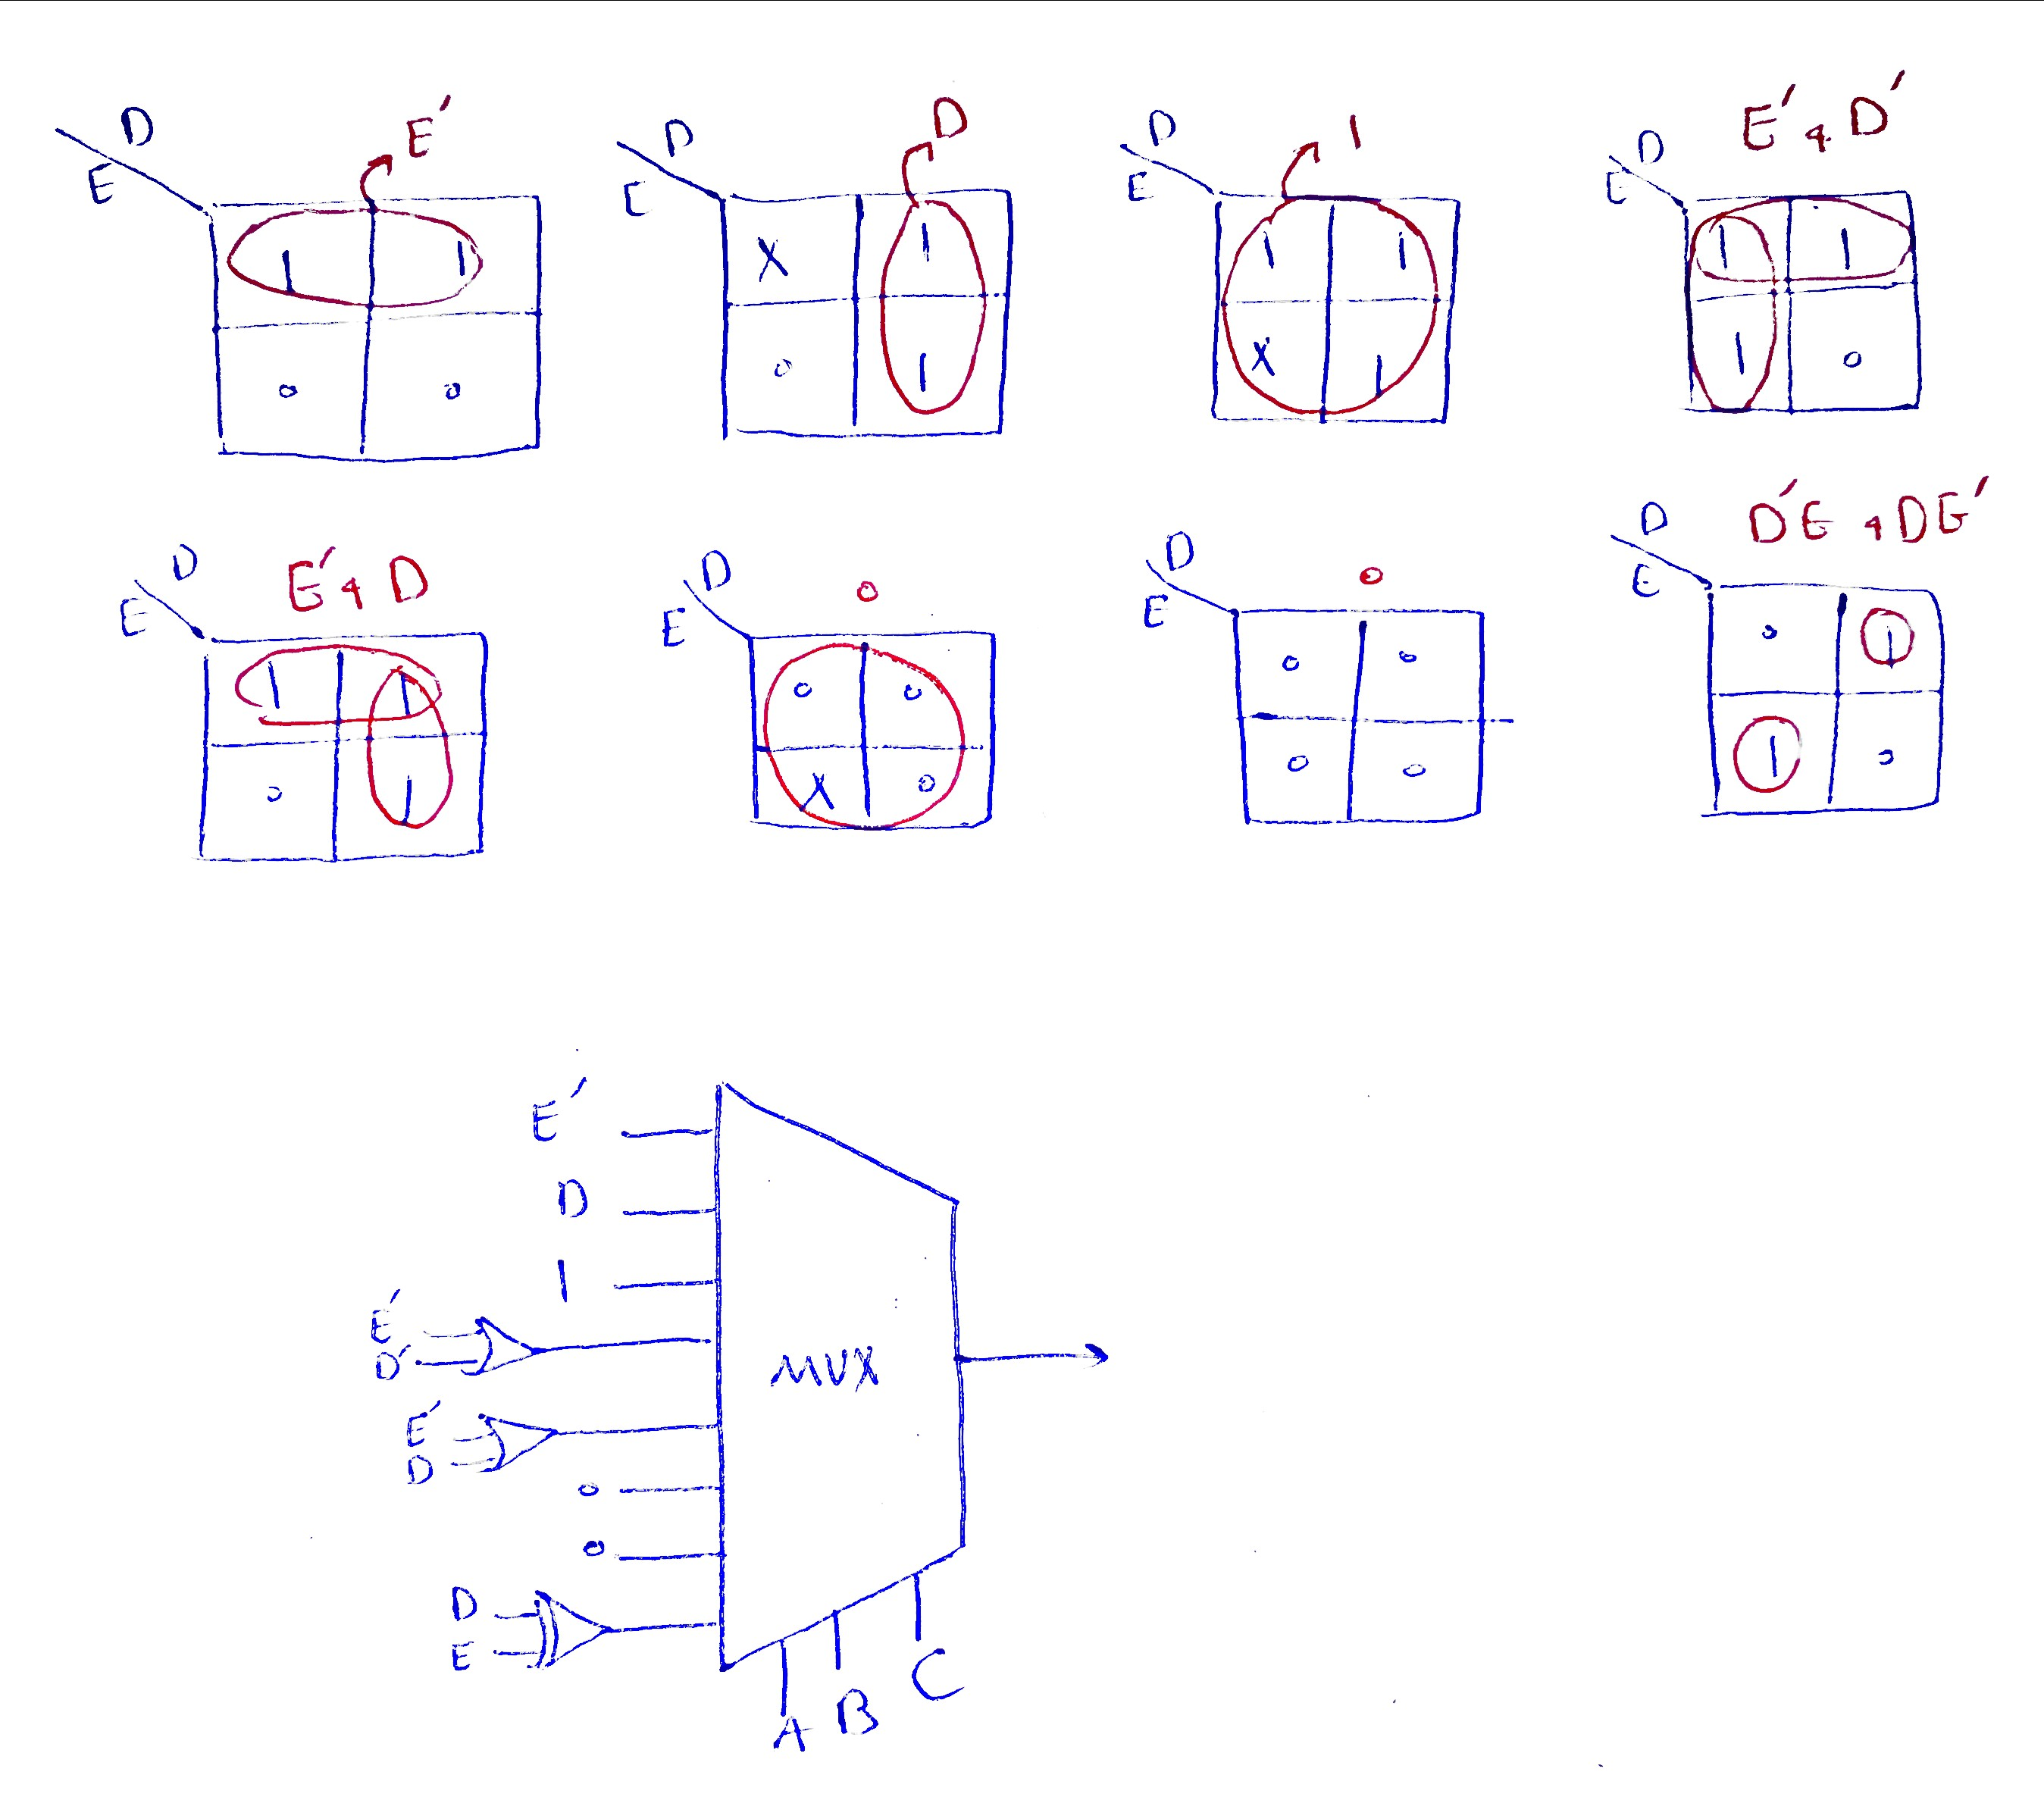 D E' D D D 1 D E' + D'
E E E E
1 1 X 1 1 1 1 1
0 0 0 1 X 1 1 0
D E' + D D 0 D 0 D D'E + DE'
E E E E
1 1 0 0 0 0 0 1
0 1 X 0 0 0 1 0
E'
D
1
E'
D'
MUX
E'
D
0
0
D
E
A B C